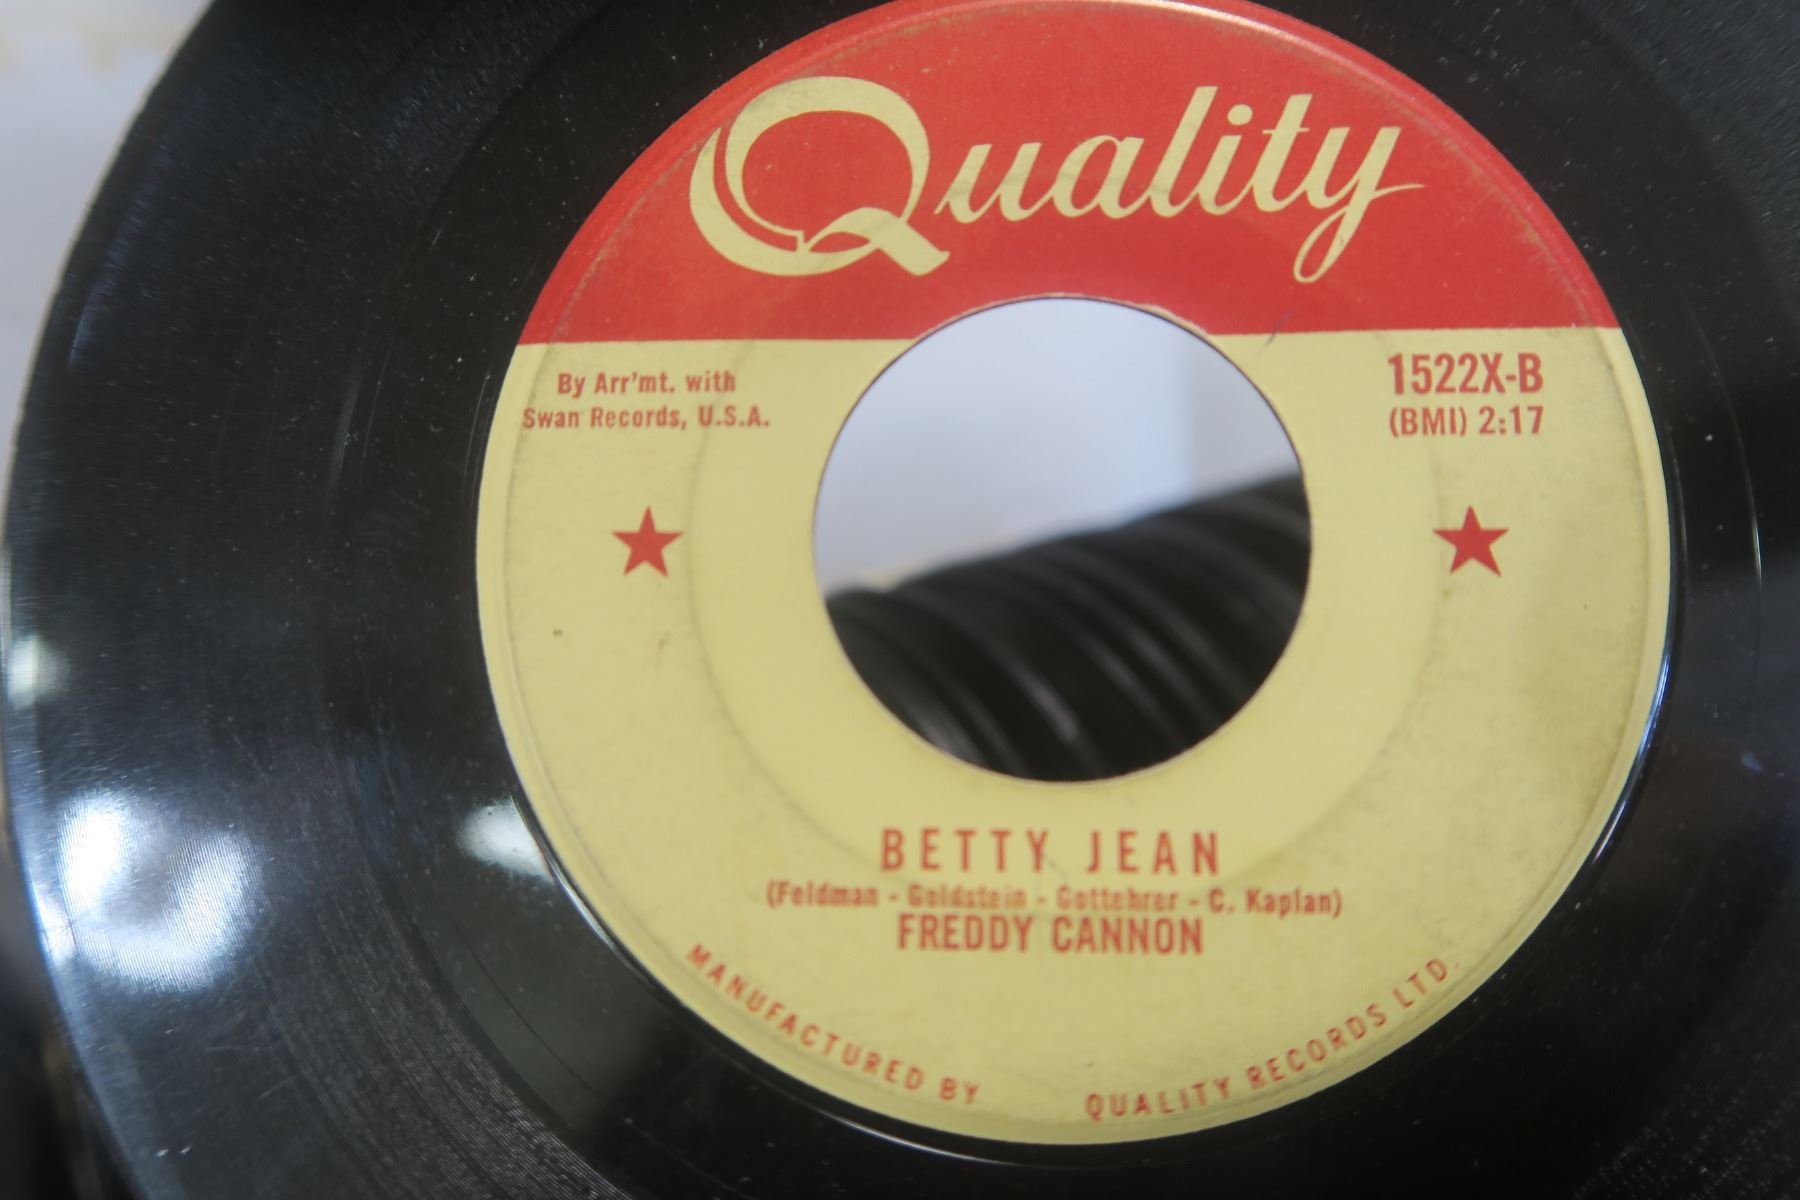 Quality
By Arr'mt. with
Swan Records, U.S.A.
1522X-B
(BMI) 2:17
BETTY JEAN
(Feldman - Goldstein - Gottehrer - C. Kaplan)
FREDDY CANNON
MANUFACTURED BY QUALITY RECORDS LTD.